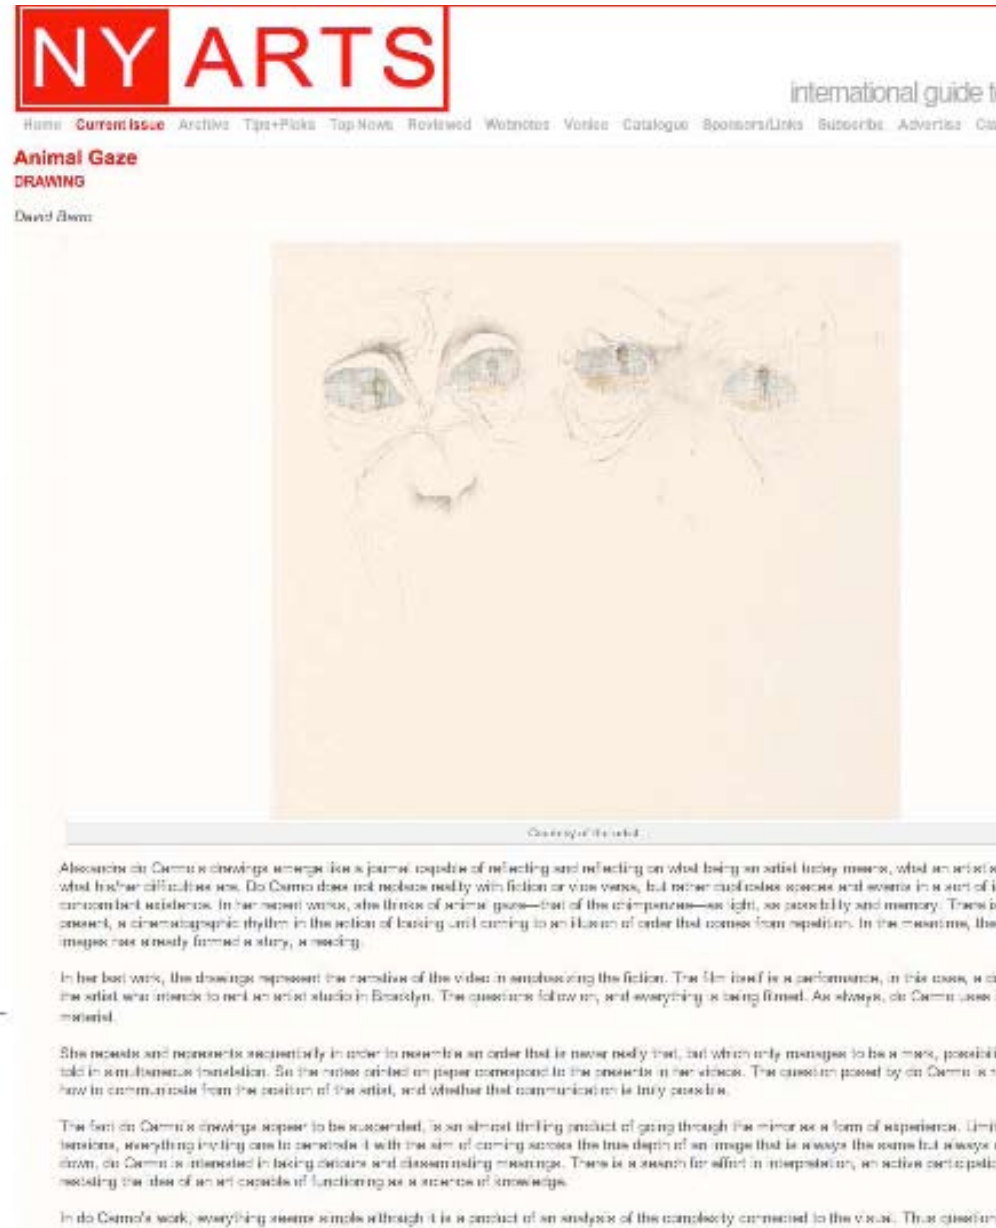 NY ARTS
international guide t
Home Current Issue Archive Tips+Picks Top News Reviewed Webnotes Venice Catalogue Sponsors/Links Subscribe Advertise
Animal Gaze
DRAWING
David
Courtesy of the artist
Alexandre do Carmo's drawings emerge like a journal capable of reflecting and reflecting on what being an artist today means, what an artist
what his/her difficulties are. Do Carmo does not replace reality with fiction or vice versa, but rather duplicates spaces and events in a sort of
concomitant existence. In her recent works, she thinks of animal gaze—that of the chimpanzee—as light, as possibility and memory. There is
present, a cinematographic rhythm in the action of looking until coming to an illusion of order that comes from repetition. In the meantime, the
images has already formed a story, a reading.
In her last work, the drawings represent the narrative of the video in emphasizing the fiction. The film itself is a performance, in this case, a
the artist who intends to rent an artist studio in Brooklyn. The questions follow on, and everything is being filmed. As always, do Carmo uses
material.
She repeats and represents sequentially in order to resemble an order that is never really that, but which only manages to be a mark,
told in simultaneous translation. So the notes printed on paper correspond to the presents in her videos. The question posed by do Carmo is
how to communicate from the position of the artist, and whether that communication is truly possible.
The fact do Carmo's drawings appear to be suspended, is an almost thrilling product of going through the mirror as a form of experience.
tensions, everything inviting one to penetrate it with the aim of coming across the true depth of an image that is always the same but always
down, do Carmo is interested in taking detours and disseminating meanings. There is a search for effort in interpretation, an active
restating the idea of an art capable of functioning as a science of knowledge.
In do Carmo's work, everything seems simple although it is a product of an analysis of the complexity connected to the visual. Thus